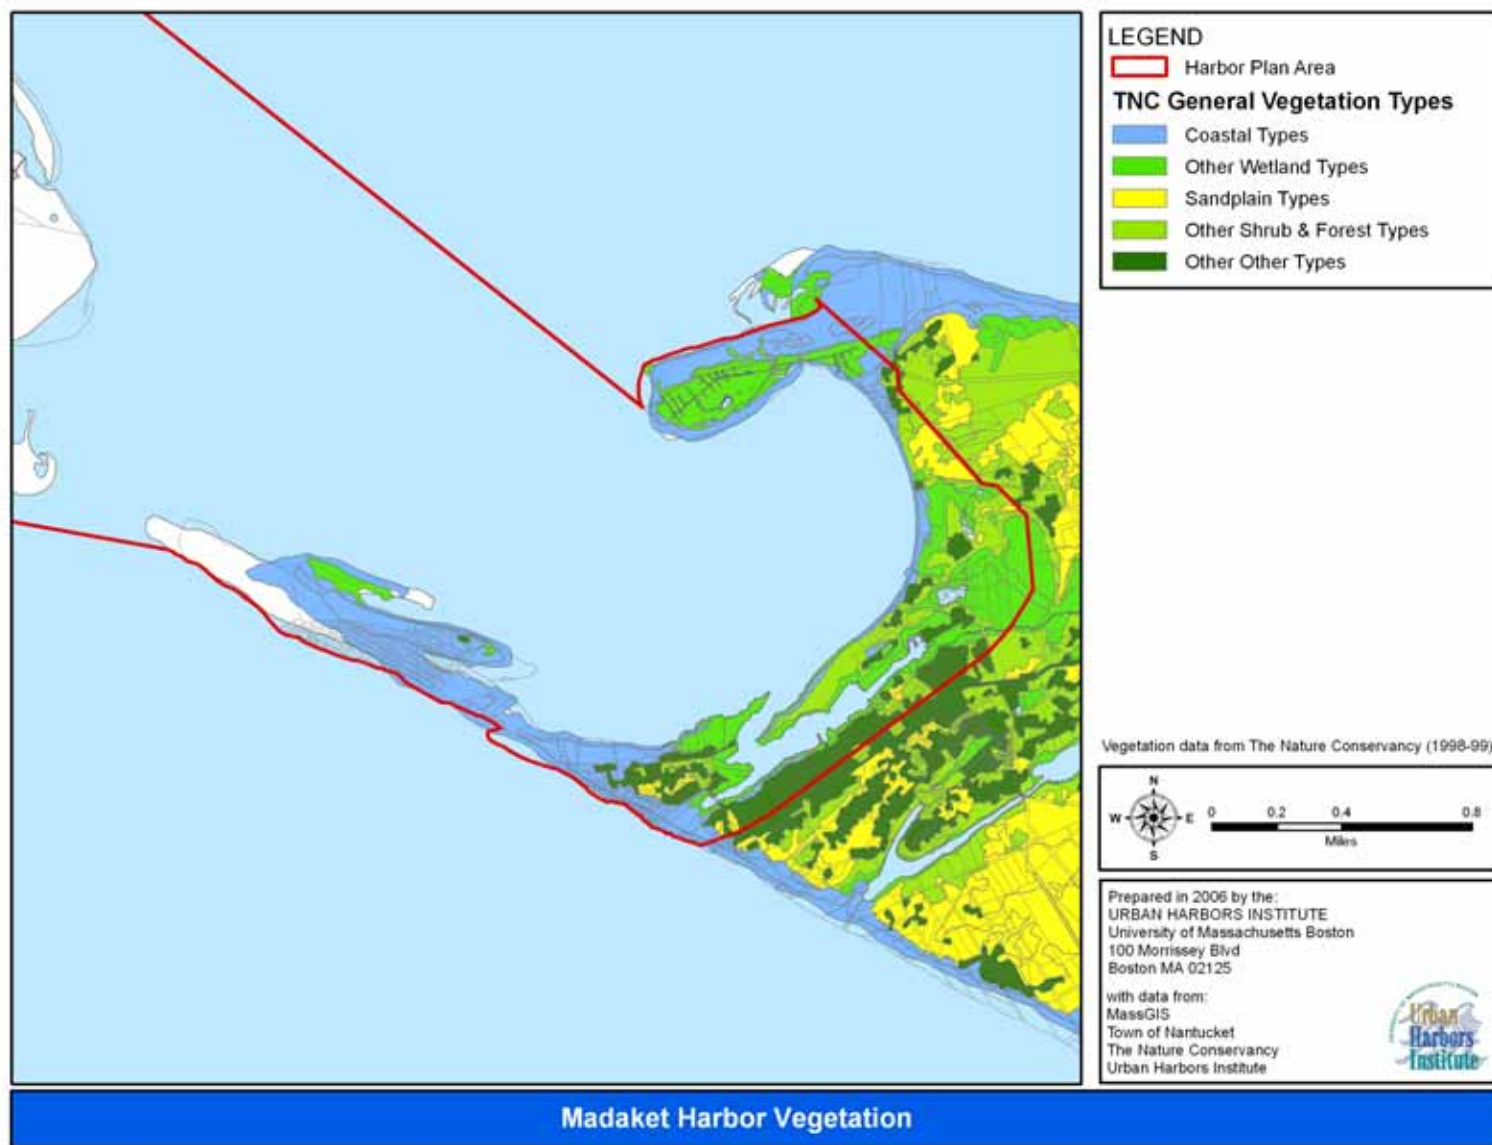 LEGEND
Harbor Plan Area
TNC General Vegetation Types
Coastal Types
Other Wetland Types
Sandplain Types
Other Shrub & Forest Types
Other Other Types
Vegetation data from The Nature Conservancy (1998-99)
N
W E
S
0 0.2 0.4 0.8
Miles
Prepared in 2006 by the:
URBAN HARBORS INSTITUTE
University of Massachusetts Boston
100 Morrissey Blvd
Boston MA 02125
with data from:
MassGIS
Town of Nantucket
The Nature Conservancy
Urban Harbors Institute
Urban
Harbors
Institute
Madaket Harbor Vegetation